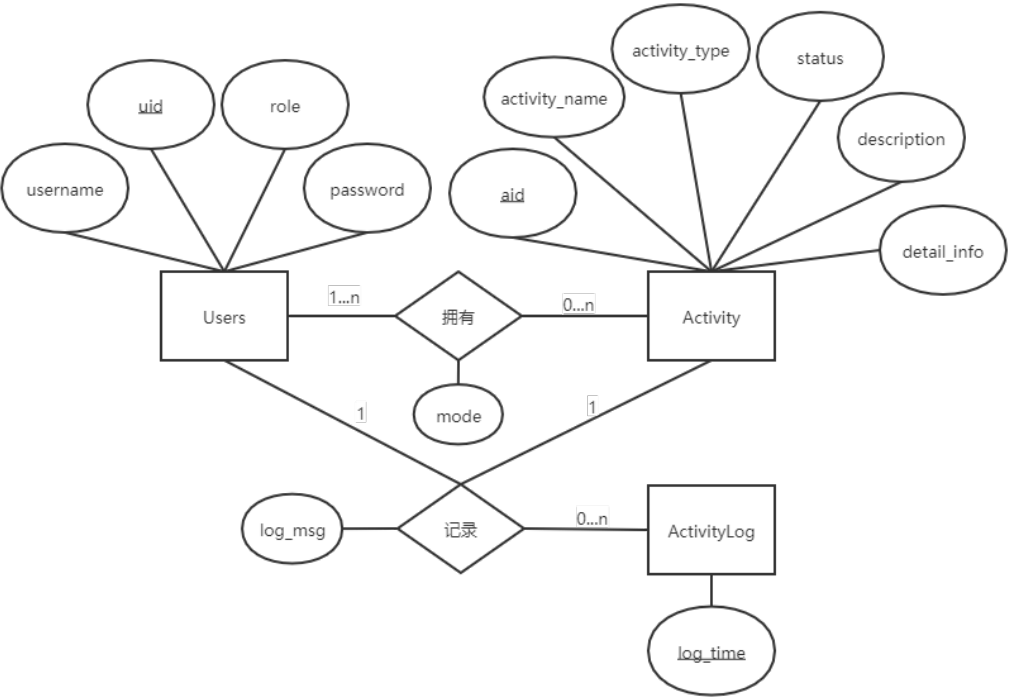 activity_type
status
activity_name
uid
role
description
username
password
aid
detail_info
1...n
0...n
Users
拥有
Activity
1
1
mode
0...n
log_msg
记录
ActivityLog
log_time